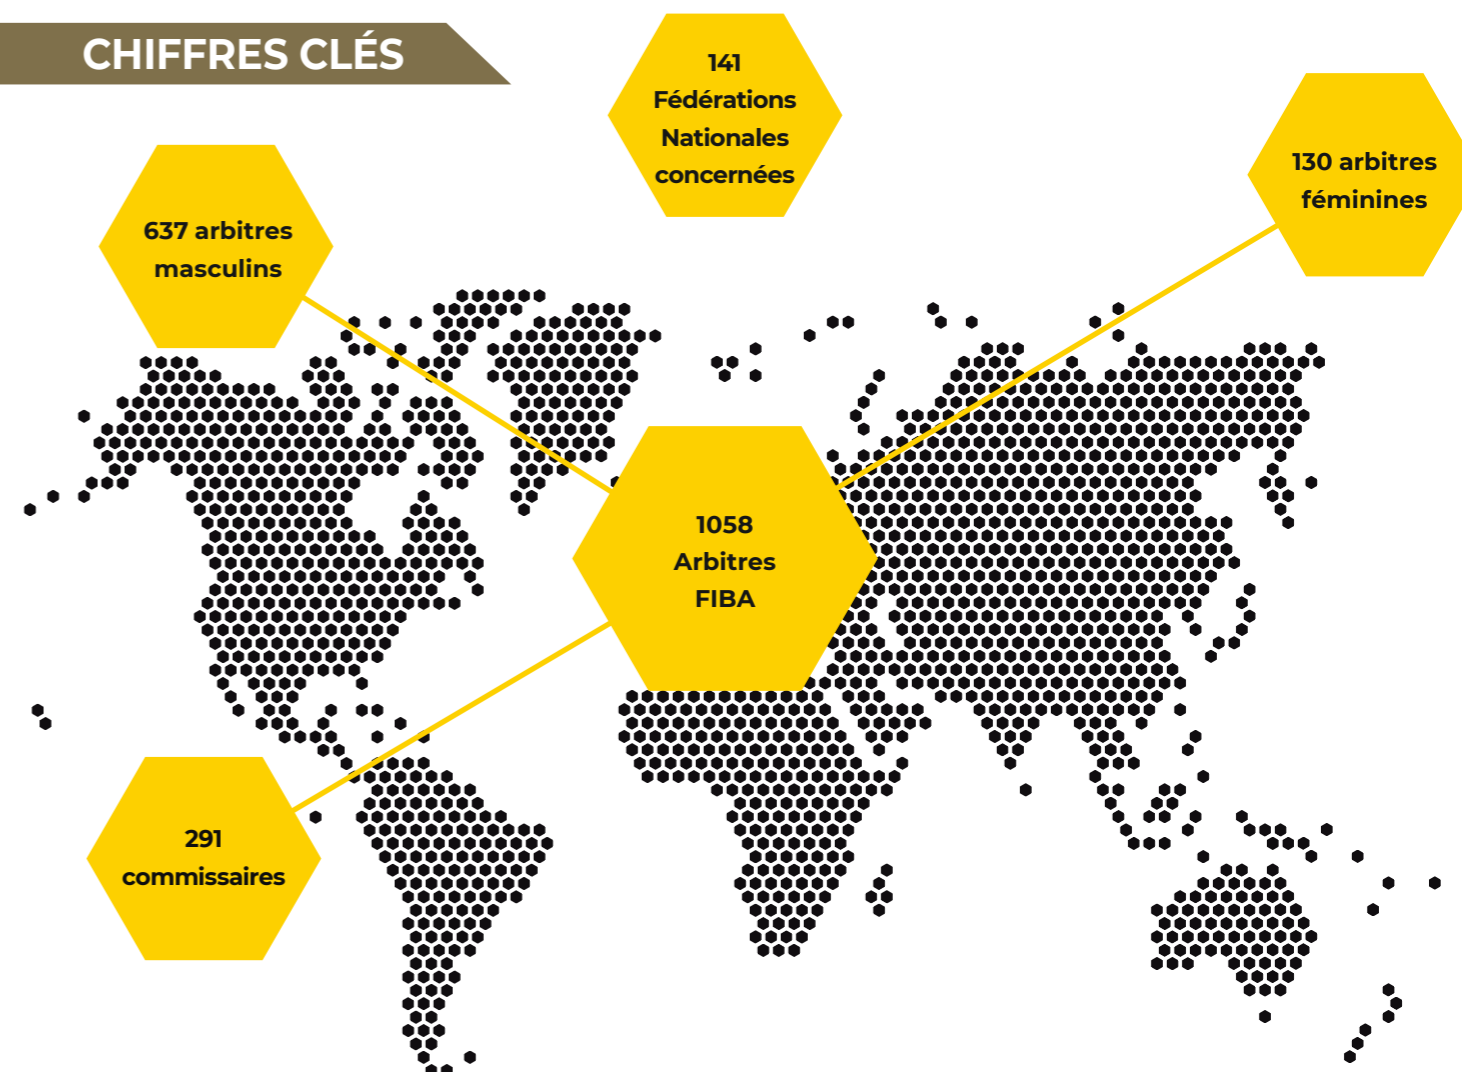 CHIFFRES CLÉS
141
Fédérations
Nationales
concernées
130 arbitres
féminines
637 arbitres
masculins
1058
Arbitres
FIBA
291
commissaires